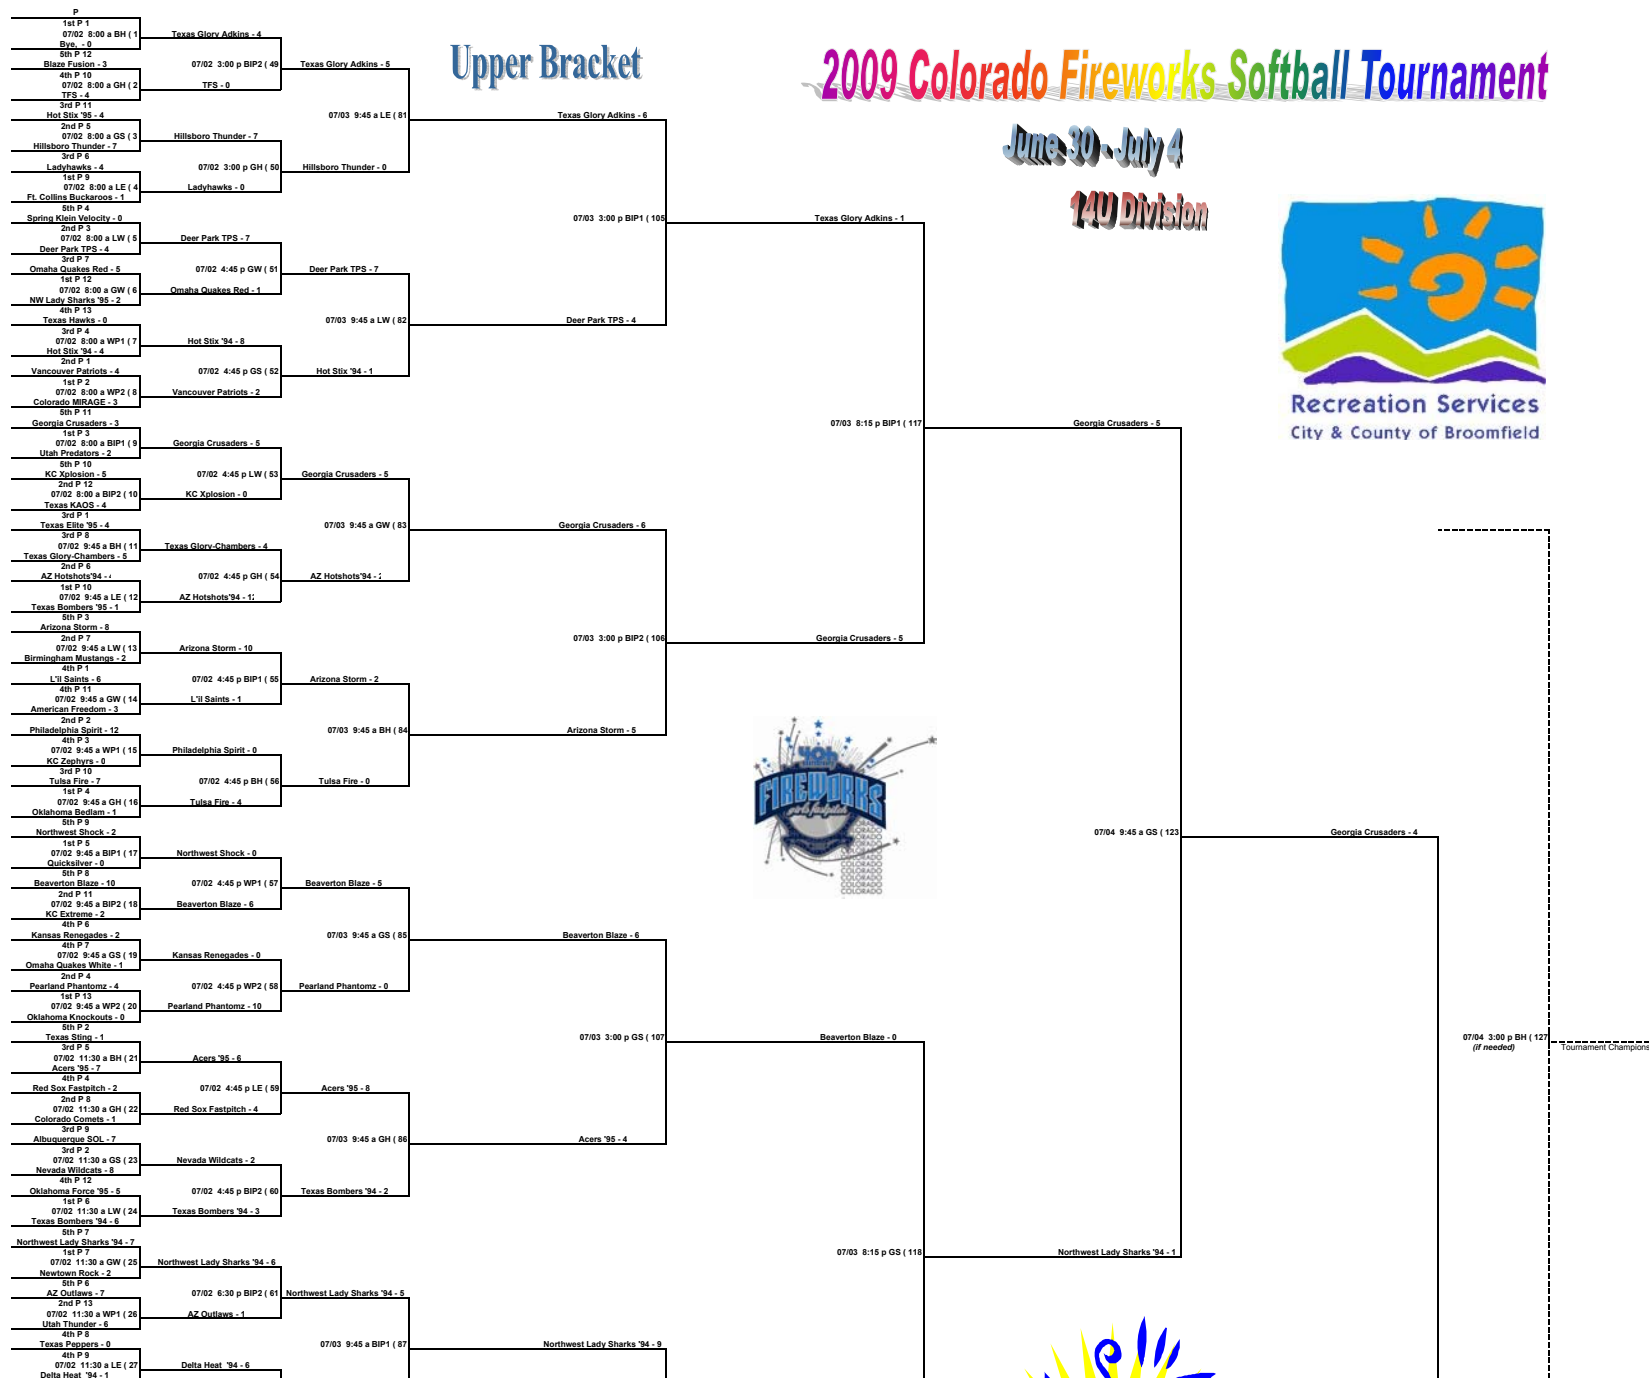 Upper Bracket
2009 Colorado Fireworks Softball Tournament
June 30 - July 4
14U Division
Recreation Services
City & County of Broomfield
FIREWORKS
P
1st P 1
07/02 8:00 a BH ( 1
Bye, - 0
5th P 12
Blaze Fusion - 3
4th P 10
07/02 8:00 a GH ( 2
TFS - 4
3rd P 11
Hot Stix '95 - 4
2nd P 5
07/02 8:00 a GS ( 3
Hillsboro Thunder - 7
3rd P 6
Ladyhawks - 4
1st P 9
07/02 8:00 a LE ( 4
Ft. Collins Buckaroos - 1
5th P 4
Spring Klein Velocity - 0
2nd P 3
07/02 8:00 a LW ( 5
Deer Park TPS - 4
3rd P 7
Omaha Quakes Red - 5
1st P 12
07/02 8:00 a GW ( 6
NW Lady Sharks '95 - 2
4th P 13
Texas Hawks - 0
3rd P 4
07/02 8:00 a WP1 ( 7
Hot Stix '94 - 4
2nd P 1
Vancouver Patriots - 4
1st P 2
07/02 8:00 a WP2 ( 8
Colorado MIRAGE - 3
5th P 11
Georgia Crusaders - 3
1st P 3
07/02 8:00 a BIP1 ( 9
Utah Predators - 2
5th P 10
KC Xplosion - 5
2nd P 12
07/02 8:00 a BIP2 ( 10
Texas KAOS - 4
3rd P 1
Texas Elite '95 - 4
3rd P 8
07/02 9:45 a BH ( 11
Texas Glory-Chambers - 5
2nd P 6
AZ Hotshots'94 -
1st P 10
07/02 9:45 a LE ( 12
Texas Bombers '95 - 1
5th P 3
Arizona Storm - 8
2nd P 7
07/02 9:45 a LW ( 13
Birmingham Mustangs - 2
4th P 1
L'il Saints - 6
4th P 11
07/02 9:45 a GW ( 14
American Freedom - 3
2nd P 2
Philadelphia Spirit - 12
4th P 3
07/02 9:45 a WP1 ( 15
KC Zephyrs - 0
3rd P 10
Tulsa Fire - 7
1st P 4
07/02 9:45 a GH ( 16
Oklahoma Bedlam - 1
5th P 9
Northwest Shock - 2
1st P 5
07/02 9:45 a BIP1 ( 17
Quicksilver - 0
5th P 8
Beaverton Blaze - 10
2nd P 11
07/02 9:45 a BIP2 ( 18
KC Extreme - 2
4th P 6
Kansas Renegades - 2
4th P 7
07/02 9:45 a GS ( 19
Omaha Quakes White - 1
2nd P 4
Pearland Phantomz - 4
1st P 13
07/02 9:45 a WP2 ( 20
Oklahoma Knockouts - 0
5th P 2
Texas Sting - 1
3rd P 5
07/02 11:30 a BH ( 21
Acers '95 - 7
4th P 4
Red Sox Fastpitch - 2
2nd P 8
07/02 11:30 a GH ( 22
Colorado Comets - 1
3rd P 9
Albuquerque SOL - 7
3rd P 2
07/02 11:30 a GS ( 23
Nevada Wildcats - 8
4th P 12
Oklahoma Force '95 - 5
1st P 6
07/02 11:30 a LW ( 24
Texas Bombers '94 - 6
5th P 7
Northwest Lady Sharks '94 - 7
1st P 7
07/02 11:30 a GW ( 25
Newtown Rock - 2
5th P 6
AZ Outlaws - 7
2nd P 13
07/02 11:30 a WP1 ( 26
Utah Thunder - 6
4th P 8
Texas Peppers - 0
4th P 9
07/02 11:30 a LE ( 27
Delta Heat '94 - 1
Texas Glory Adkins - 4
07/02 3:00 p BIP2 ( 49
TFS - 0
Hillsboro Thunder - 7
07/02 3:00 p GH ( 50
Ladyhawks - 0
Deer Park TPS - 7
07/02 4:45 p GW ( 51
Omaha Quakes Red - 1
Hot Stix '94 - 8
07/02 4:45 p GS ( 52
Vancouver Patriots - 2
Georgia Crusaders - 5
07/02 4:45 p LW ( 53
KC Xplosion - 0
Texas Glory-Chambers - 4
07/02 4:45 p GH ( 54
AZ Hotshots'94 - 1
Arizona Storm - 10
07/02 4:45 p BIP1 ( 55
L'il Saints - 1
Philadelphia Spirit - 0
07/02 4:45 p BH ( 56
Tulsa Fire - 4
Northwest Shock - 0
07/02 4:45 p WP1 ( 57
Beaverton Blaze - 6
Kansas Renegades - 0
07/02 4:45 p WP2 ( 58
Pearland Phantomz - 10
Acers '95 - 6
07/02 4:45 p LE ( 59
Red Sox Fastpitch - 4
Nevada Wildcats - 2
07/02 4:45 p BIP2 ( 60
Texas Bombers '94 - 3
Northwest Lady Sharks '94 - 6
07/02 6:30 p BIP2 ( 61
AZ Outlaws - 1
Delta Heat '94 - 6
Texas Glory Adkins - 5
07/03 9:45 a LE ( 81
Hillsboro Thunder - 0
Deer Park TPS - 7
07/03 9:45 a LW ( 82
Hot Stix '94 - 1
Georgia Crusaders - 5
07/03 9:45 a GW ( 83
AZ Hotshots'94 -
Arizona Storm - 2
07/03 9:45 a BH ( 84
Tulsa Fire - 0
Beaverton Blaze - 5
07/03 9:45 a GS ( 85
Pearland Phantomz - 0
Acers '95 - 8
07/03 9:45 a GH ( 86
Texas Bombers '94 - 2
Northwest Lady Sharks '94 - 5
07/03 9:45 a BIP1 ( 87
Texas Glory Adkins - 6
07/03 3:00 p BIP1 ( 105
Deer Park TPS - 4
Georgia Crusaders - 6
07/03 3:00 p BIP2 ( 106
Arizona Storm - 5
Beaverton Blaze - 6
07/03 3:00 p GS ( 107
Acers '95 - 4
Northwest Lady Sharks '94 - 9
Texas Glory Adkins - 1
07/03 8:15 p BIP1 ( 117
Georgia Crusaders - 5
Beaverton Blaze - 0
07/03 8:15 p GS ( 118
Georgia Crusaders - 5
07/04 9:45 a GS ( 123
Northwest Lady Sharks '94 - 1
Georgia Crusaders - 4
07/04 3:00 p BH ( 127
(if needed)
Tournament Champions